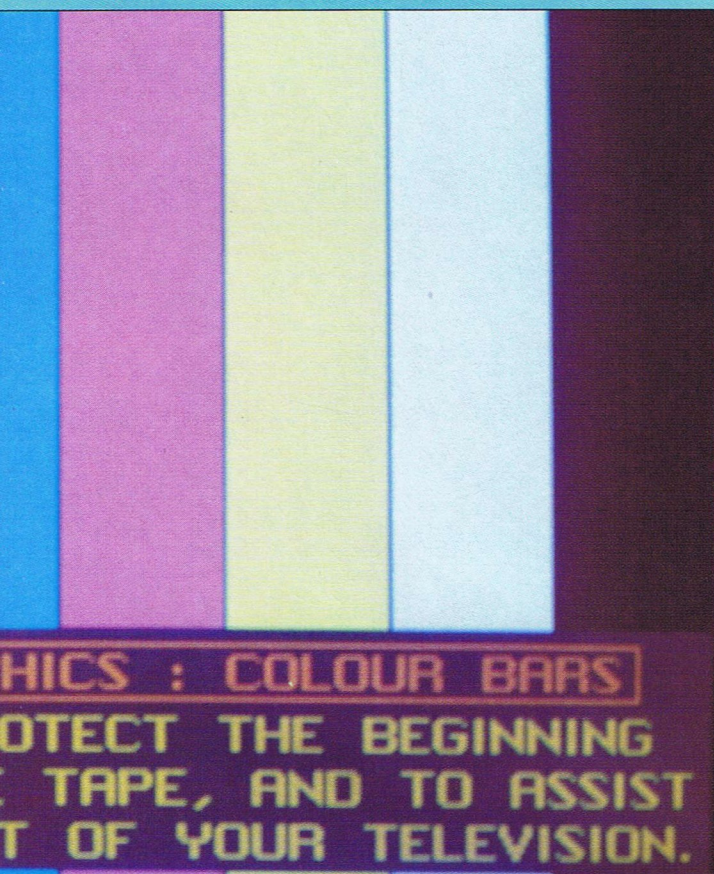 HICS : COLOUR BARS
OTECT THE BEGINNING
TAPE, AND TO ASSIST
T OF YOUR TELEVISION.